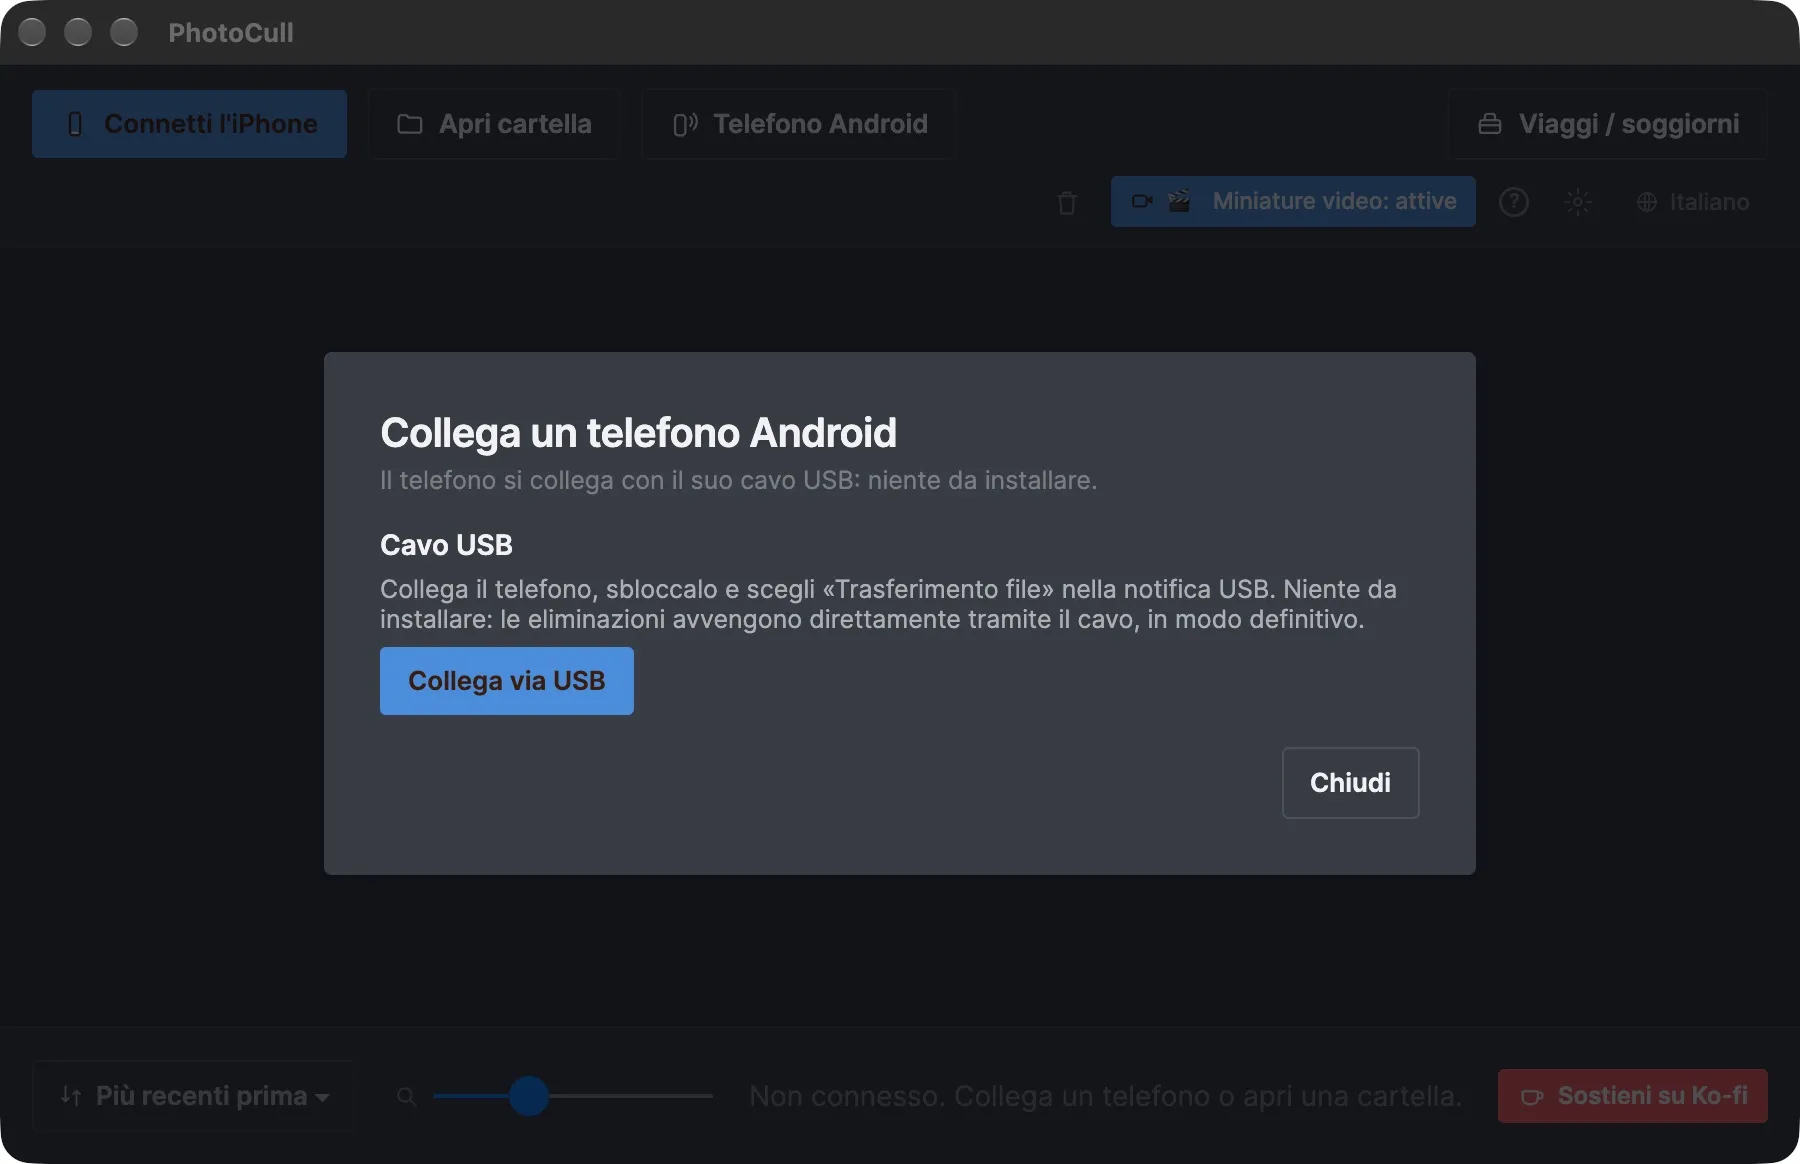 PhotoCull
Connetti l'iPhone
Apri cartella
Telefono Android
Viaggi / soggiorni
Miniature video: attive
?
Italiano
Collega un telefono Android
Il telefono si collega con il suo cavo USB: niente da installare.
Cavo USB
Collega il telefono, sbloccalo e scegli «Trasferimento file» nella notifica USB. Niente da
installare: le eliminazioni avvengono direttamente tramite il cavo, in modo definitivo.
Collega via USB
Chiudi
Più recenti prima
Non connesso. Collega un telefono o apri una cartella.
Sostieni su Ko-fi